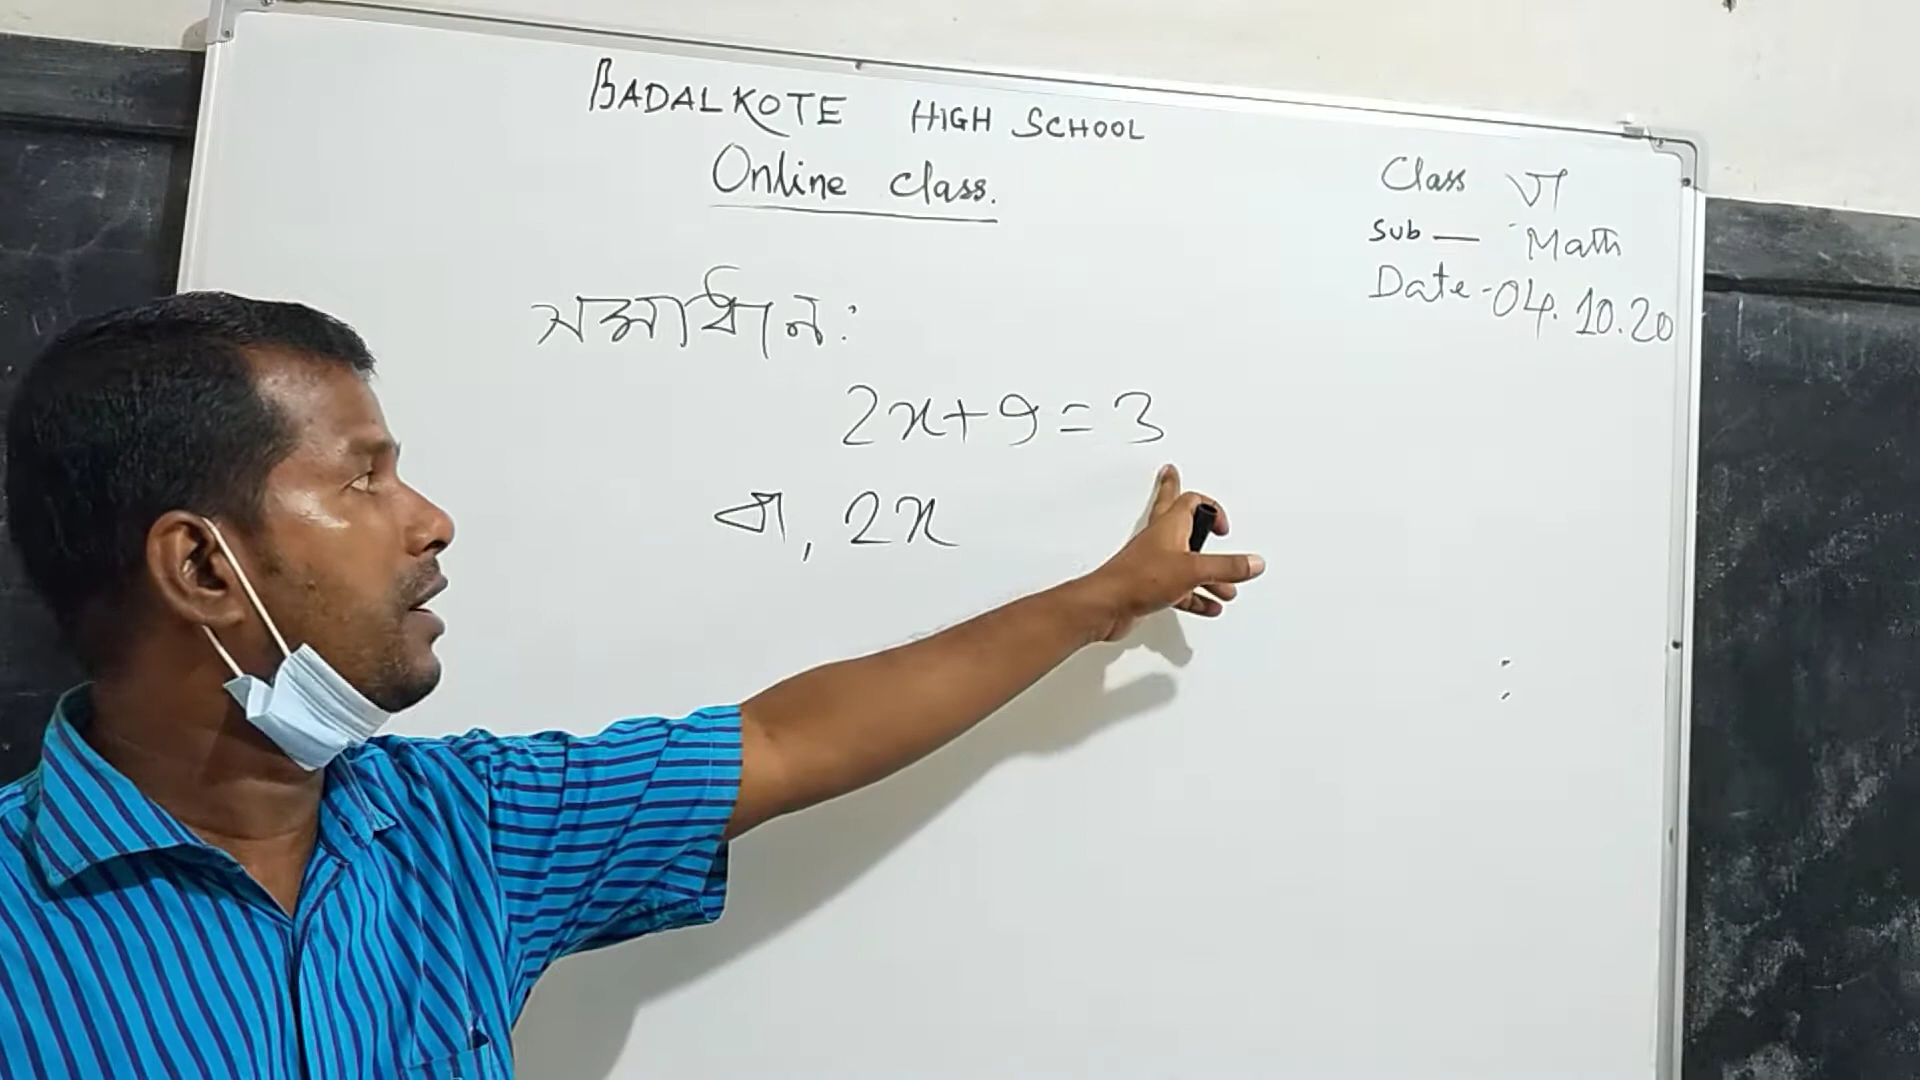 BADALKOTE HIGH SCHOOL
Online class.
Class VI
Sub — Math
Date - 04.10.20
সমাধান:
2x+9=3
বা, 2x